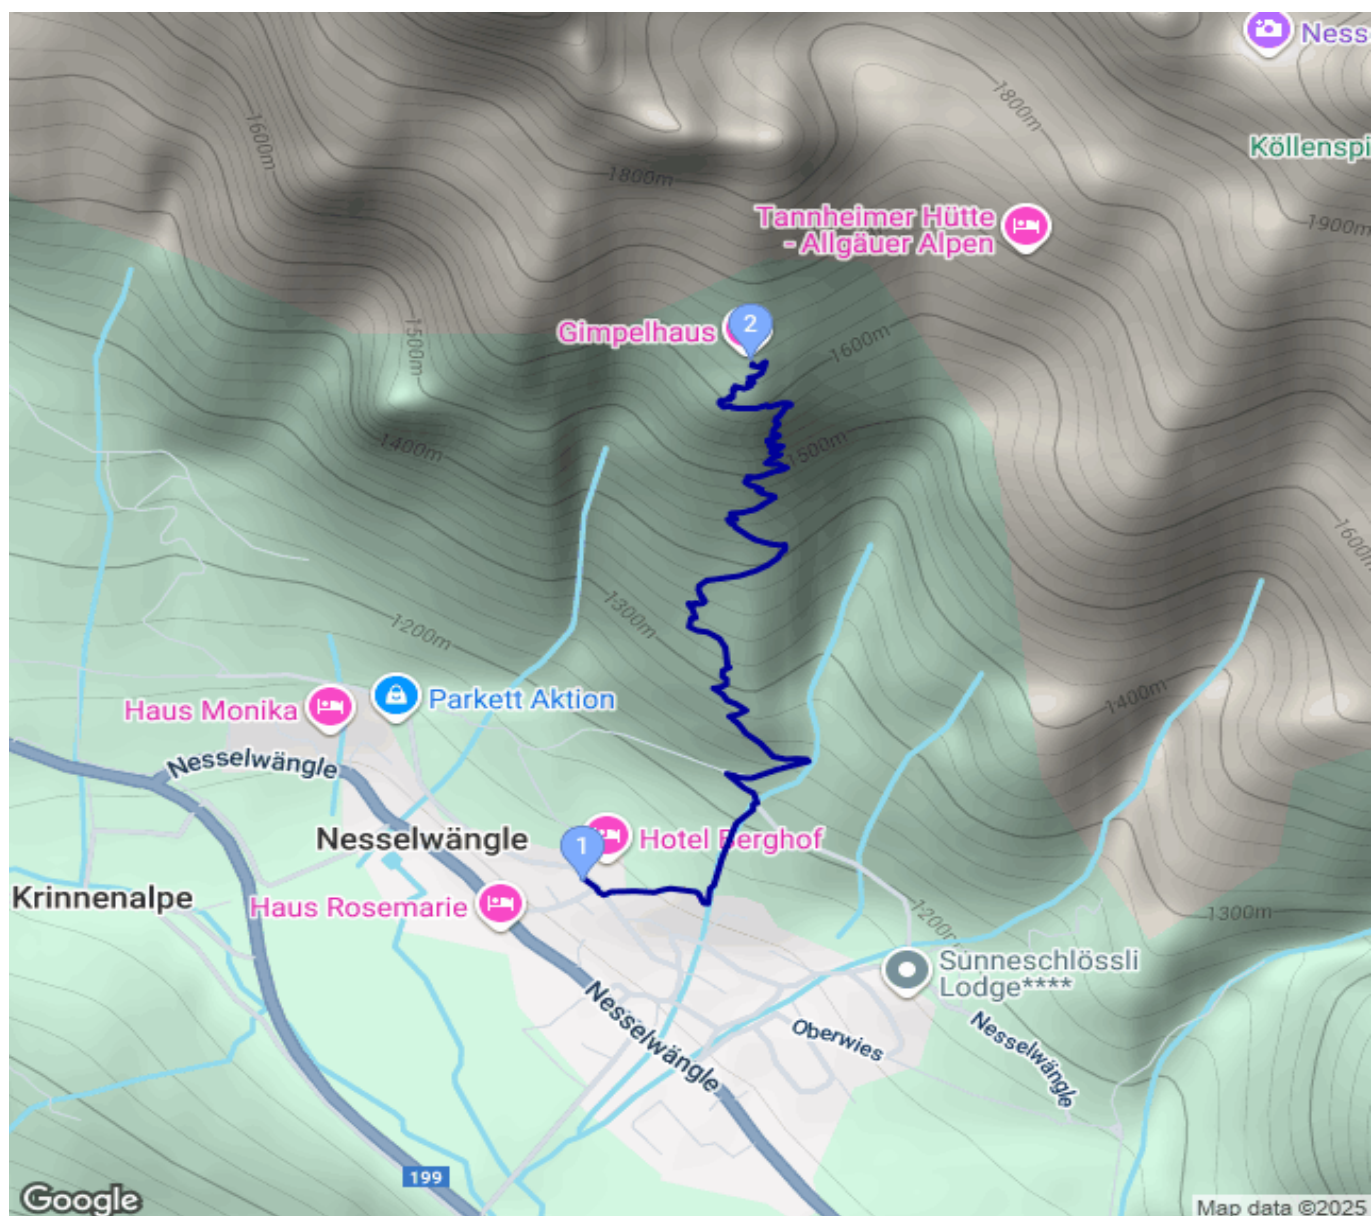 Ness
1800m
1600m
Köllenspi
1800m
Tannheimer Hütte
- Allgäuer Alpen
1900m
2
Gimpelhaus
1500m
1600m
1400m
1500m
1600m
1300m
1200m
1400m
Haus Monika
Parkett Aktion
Nesselwängle
Nesselwängle
1
Hotel Berghof
Krinnenalpe
Haus Rosemarie
1200m
1300m
Sunneschlössli
Lodge****
Nesselwängle
Oberwies
Nesselwängle
199
Google
Map data ©2025